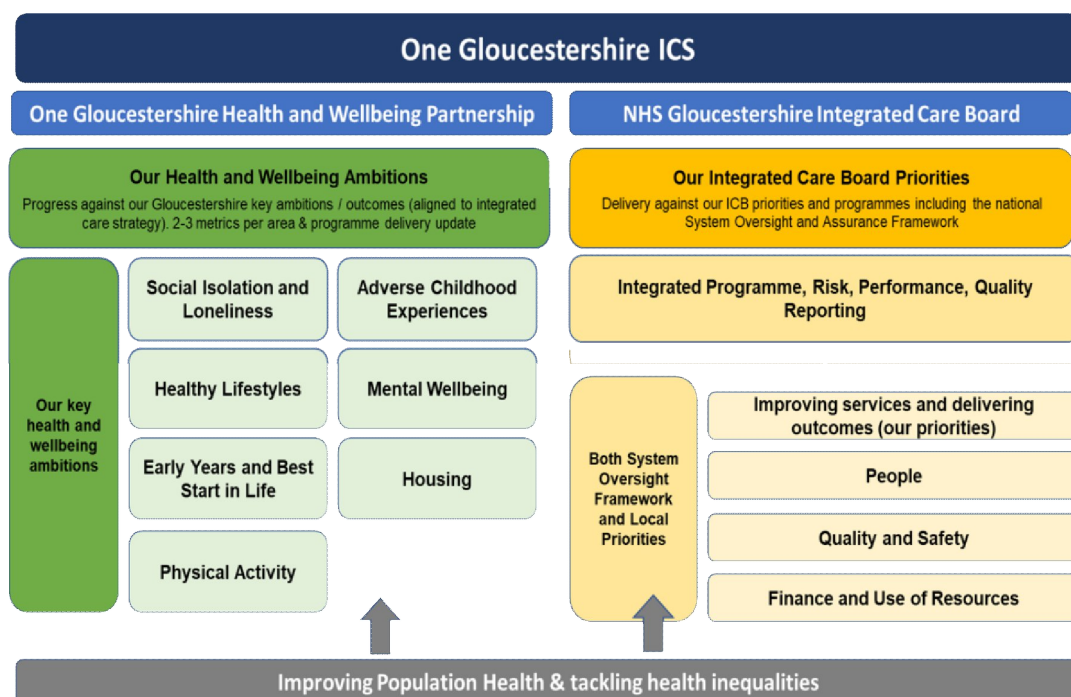 One Gloucestershire ICS
One Gloucestershire Health and Wellbeing Partnership
Our Health and Wellbeing Ambitions
Progress against our Gloucestershire key ambitions / outcomes (aligned to integrated
care strategy). 2-3 metrics per area & programme delivery update
Our key
health and
wellbeing
ambitions
Social Isolation and
Loneliness
Adverse Childhood
Experiences
Healthy Lifestyles
Mental Wellbeing
Early Years and Best
Start in Life
Housing
Physical Activity
NHS Gloucestershire Integrated Care Board
Our Integrated Care Board Priorities
Delivery against our ICB priorities and programmes including the national
System Oversight and Assurance Framework
Integrated Programme, Risk, Performance, Quality
Reporting
Both System
Oversight
Framework
and Local
Priorities
Improving services and delivering
outcomes (our priorities)
People
Quality and Safety
Finance and Use of Resources
Improving Population Health & tackling health inequalities